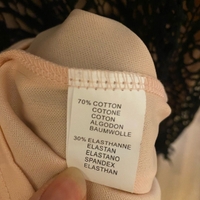 70% COTTON
COTONE
COTON
ALGODON
BAUMWOLLE
30% ELASTHANNE
ELASTAN
ELASTANO
SPANDEX
ELASTHAN